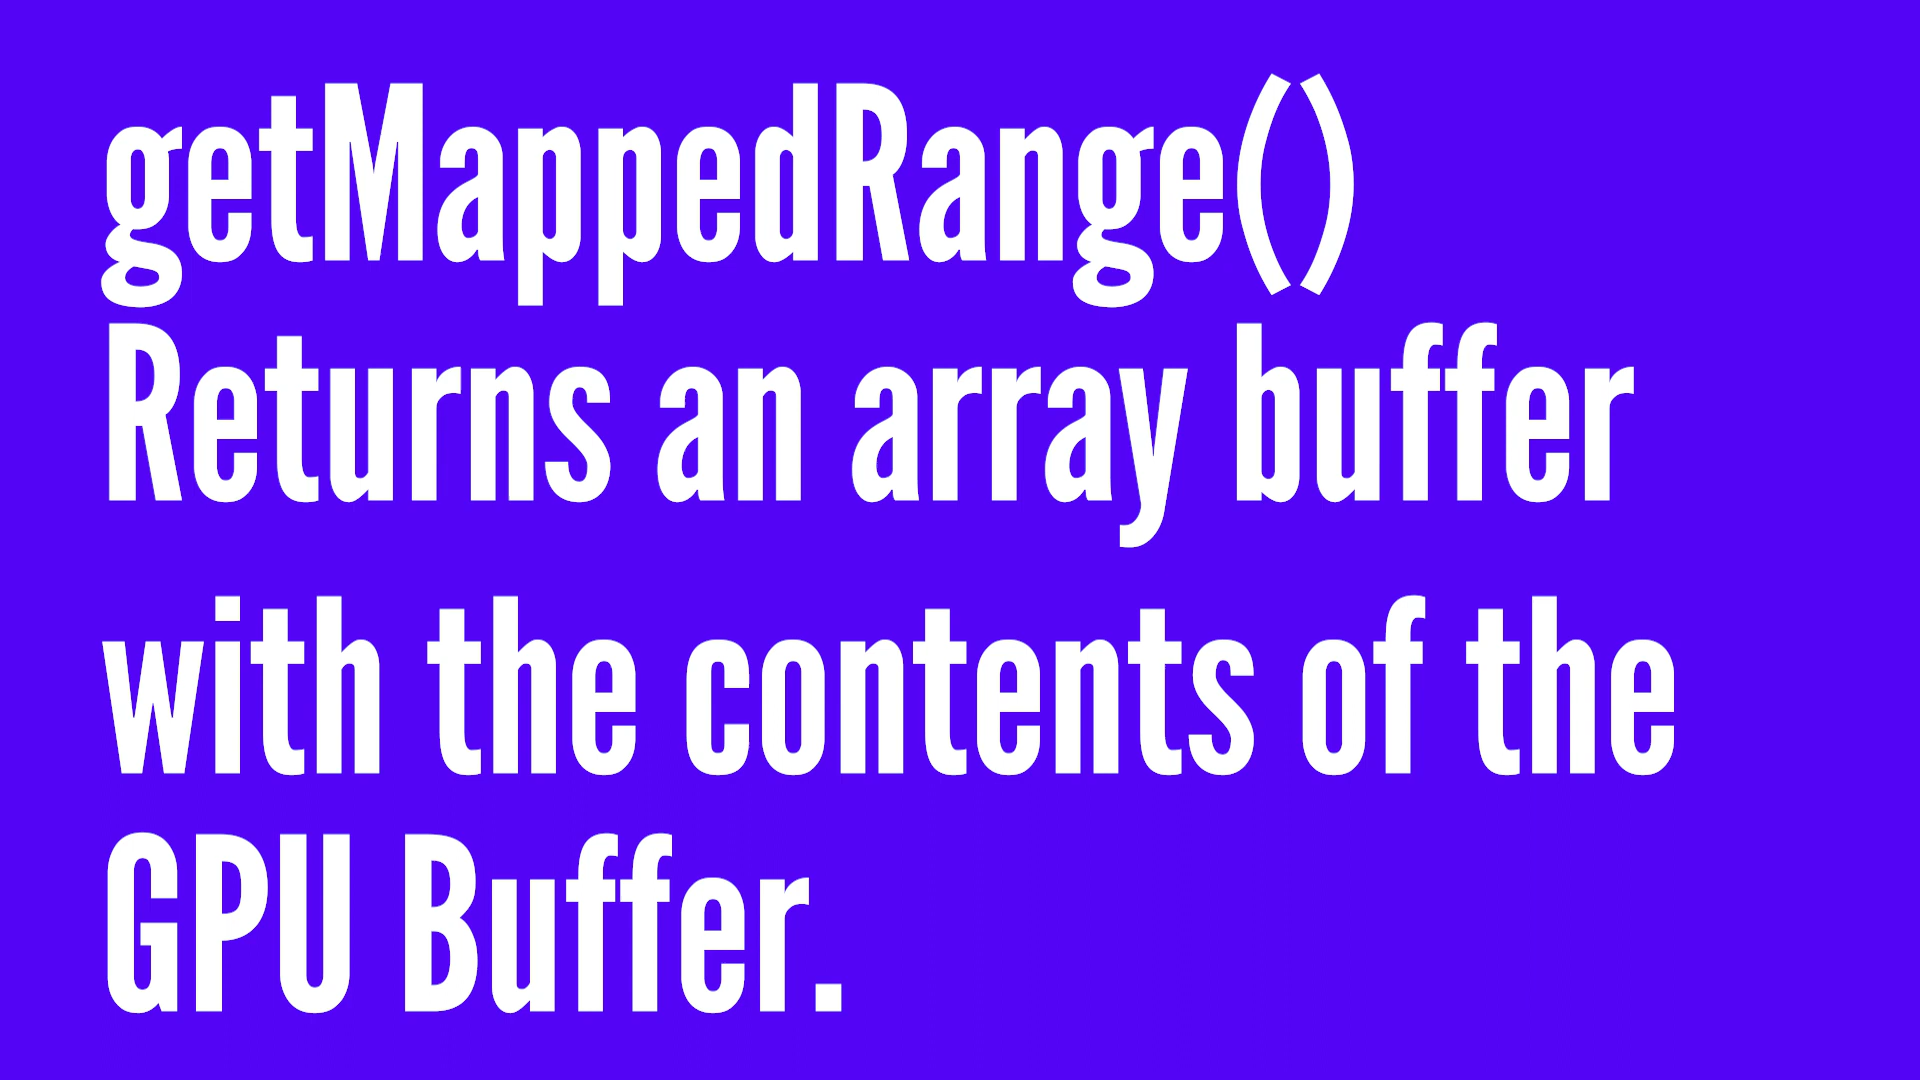 getMappedRange()
Returns an array buffer
with the contents of the
GPU Buffer.